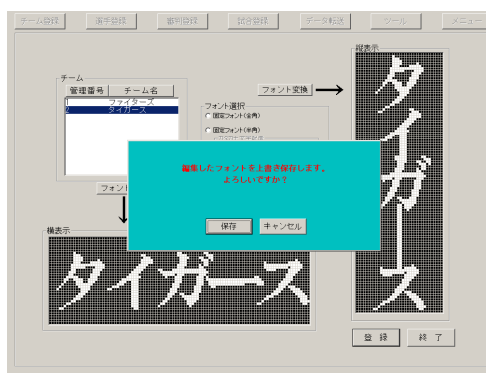 チーム登録 選手登録 審判登録 試合登録 データ転送 ツール メニュー
縦表示
チーム
管理番号 チーム名
1 ファイターズ
2 タイガース
フォント変換
フォント選択
固定フォント(全角)
固定フォント(半角)
編集したフォントを上書き保存します。
よろしいですか？
保存 キャンセル
フォント
横表示
タイガース
タイガース
登 録 終 了